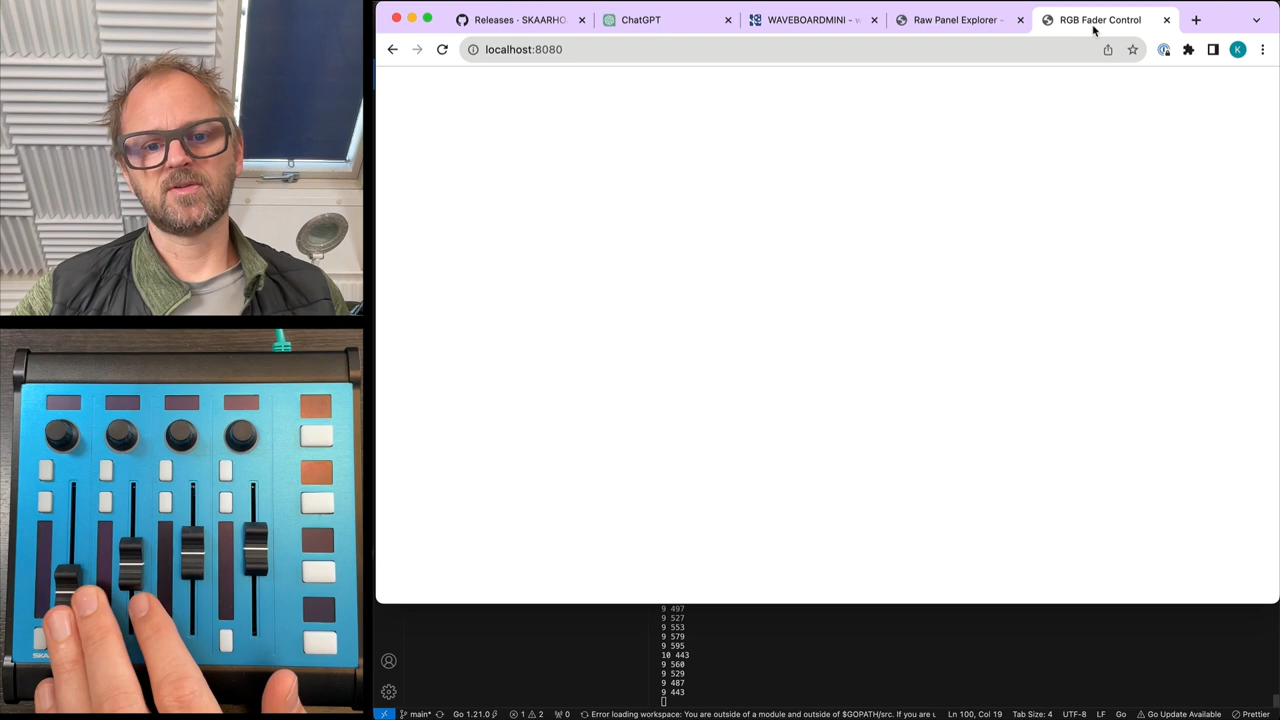 Releases · SKAARHO
ChatGPT
WAVEBOARDMINI - w
Raw Panel Explorer -
RGB Fader Control
localhost:8080
K
9 497
9 527
9 553
9 579
9 595
10 443
9 560
9 529
9 487
9 443
main*
Go 1.21.0
1
2
0
Error loading workspace: You are outside of a module and outside of $GOPATH/src. If you are u
Ln 100, Col 19
Tab Size: 4
UTF-8
LF
Go
Go Update Available
Prettier